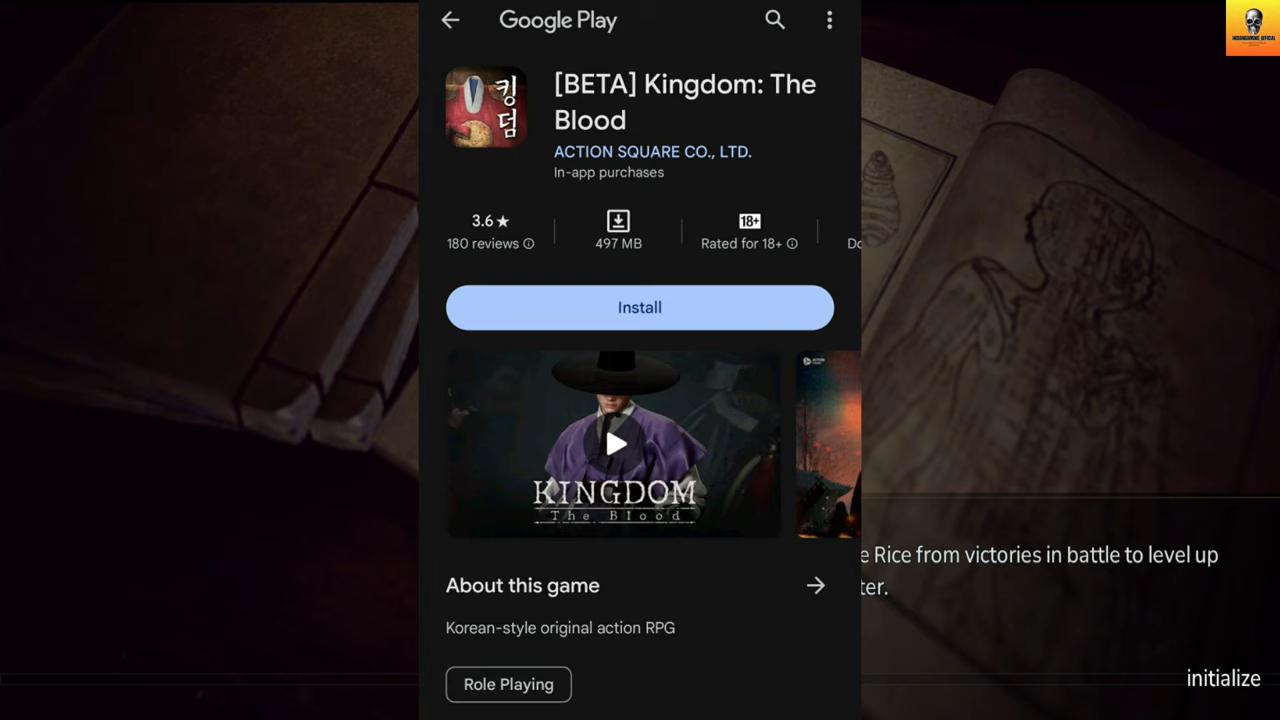 Google Play
킹
덤
[BETA] Kingdom: The
Blood
ACTION SQUARE CO., LTD.
In-app purchases
3.6★
180 reviews
497 MB
18+
Rated for 18+
Do
Install
KINGDOM
The Blood
About this game
Korean-style original action RPG
Role Playing
e Rice from victories in battle to level up
ter.
initialize